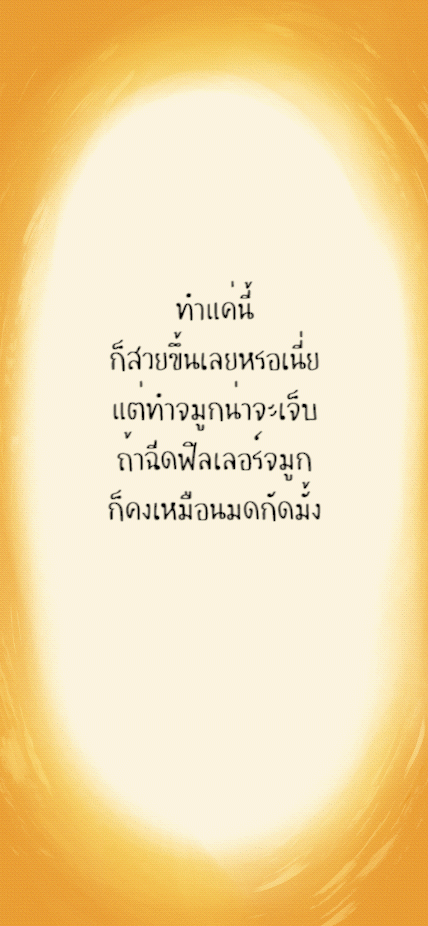 ทำแค่นี้
ก็สวยขึ้นเลยหรอเนี่ย
แต่ทำจมูกน่าจะเจ็บ
ถ้าฉีดฟิลเลอร์จมูก
ก็คงเหมือนมดกัดมั้ง